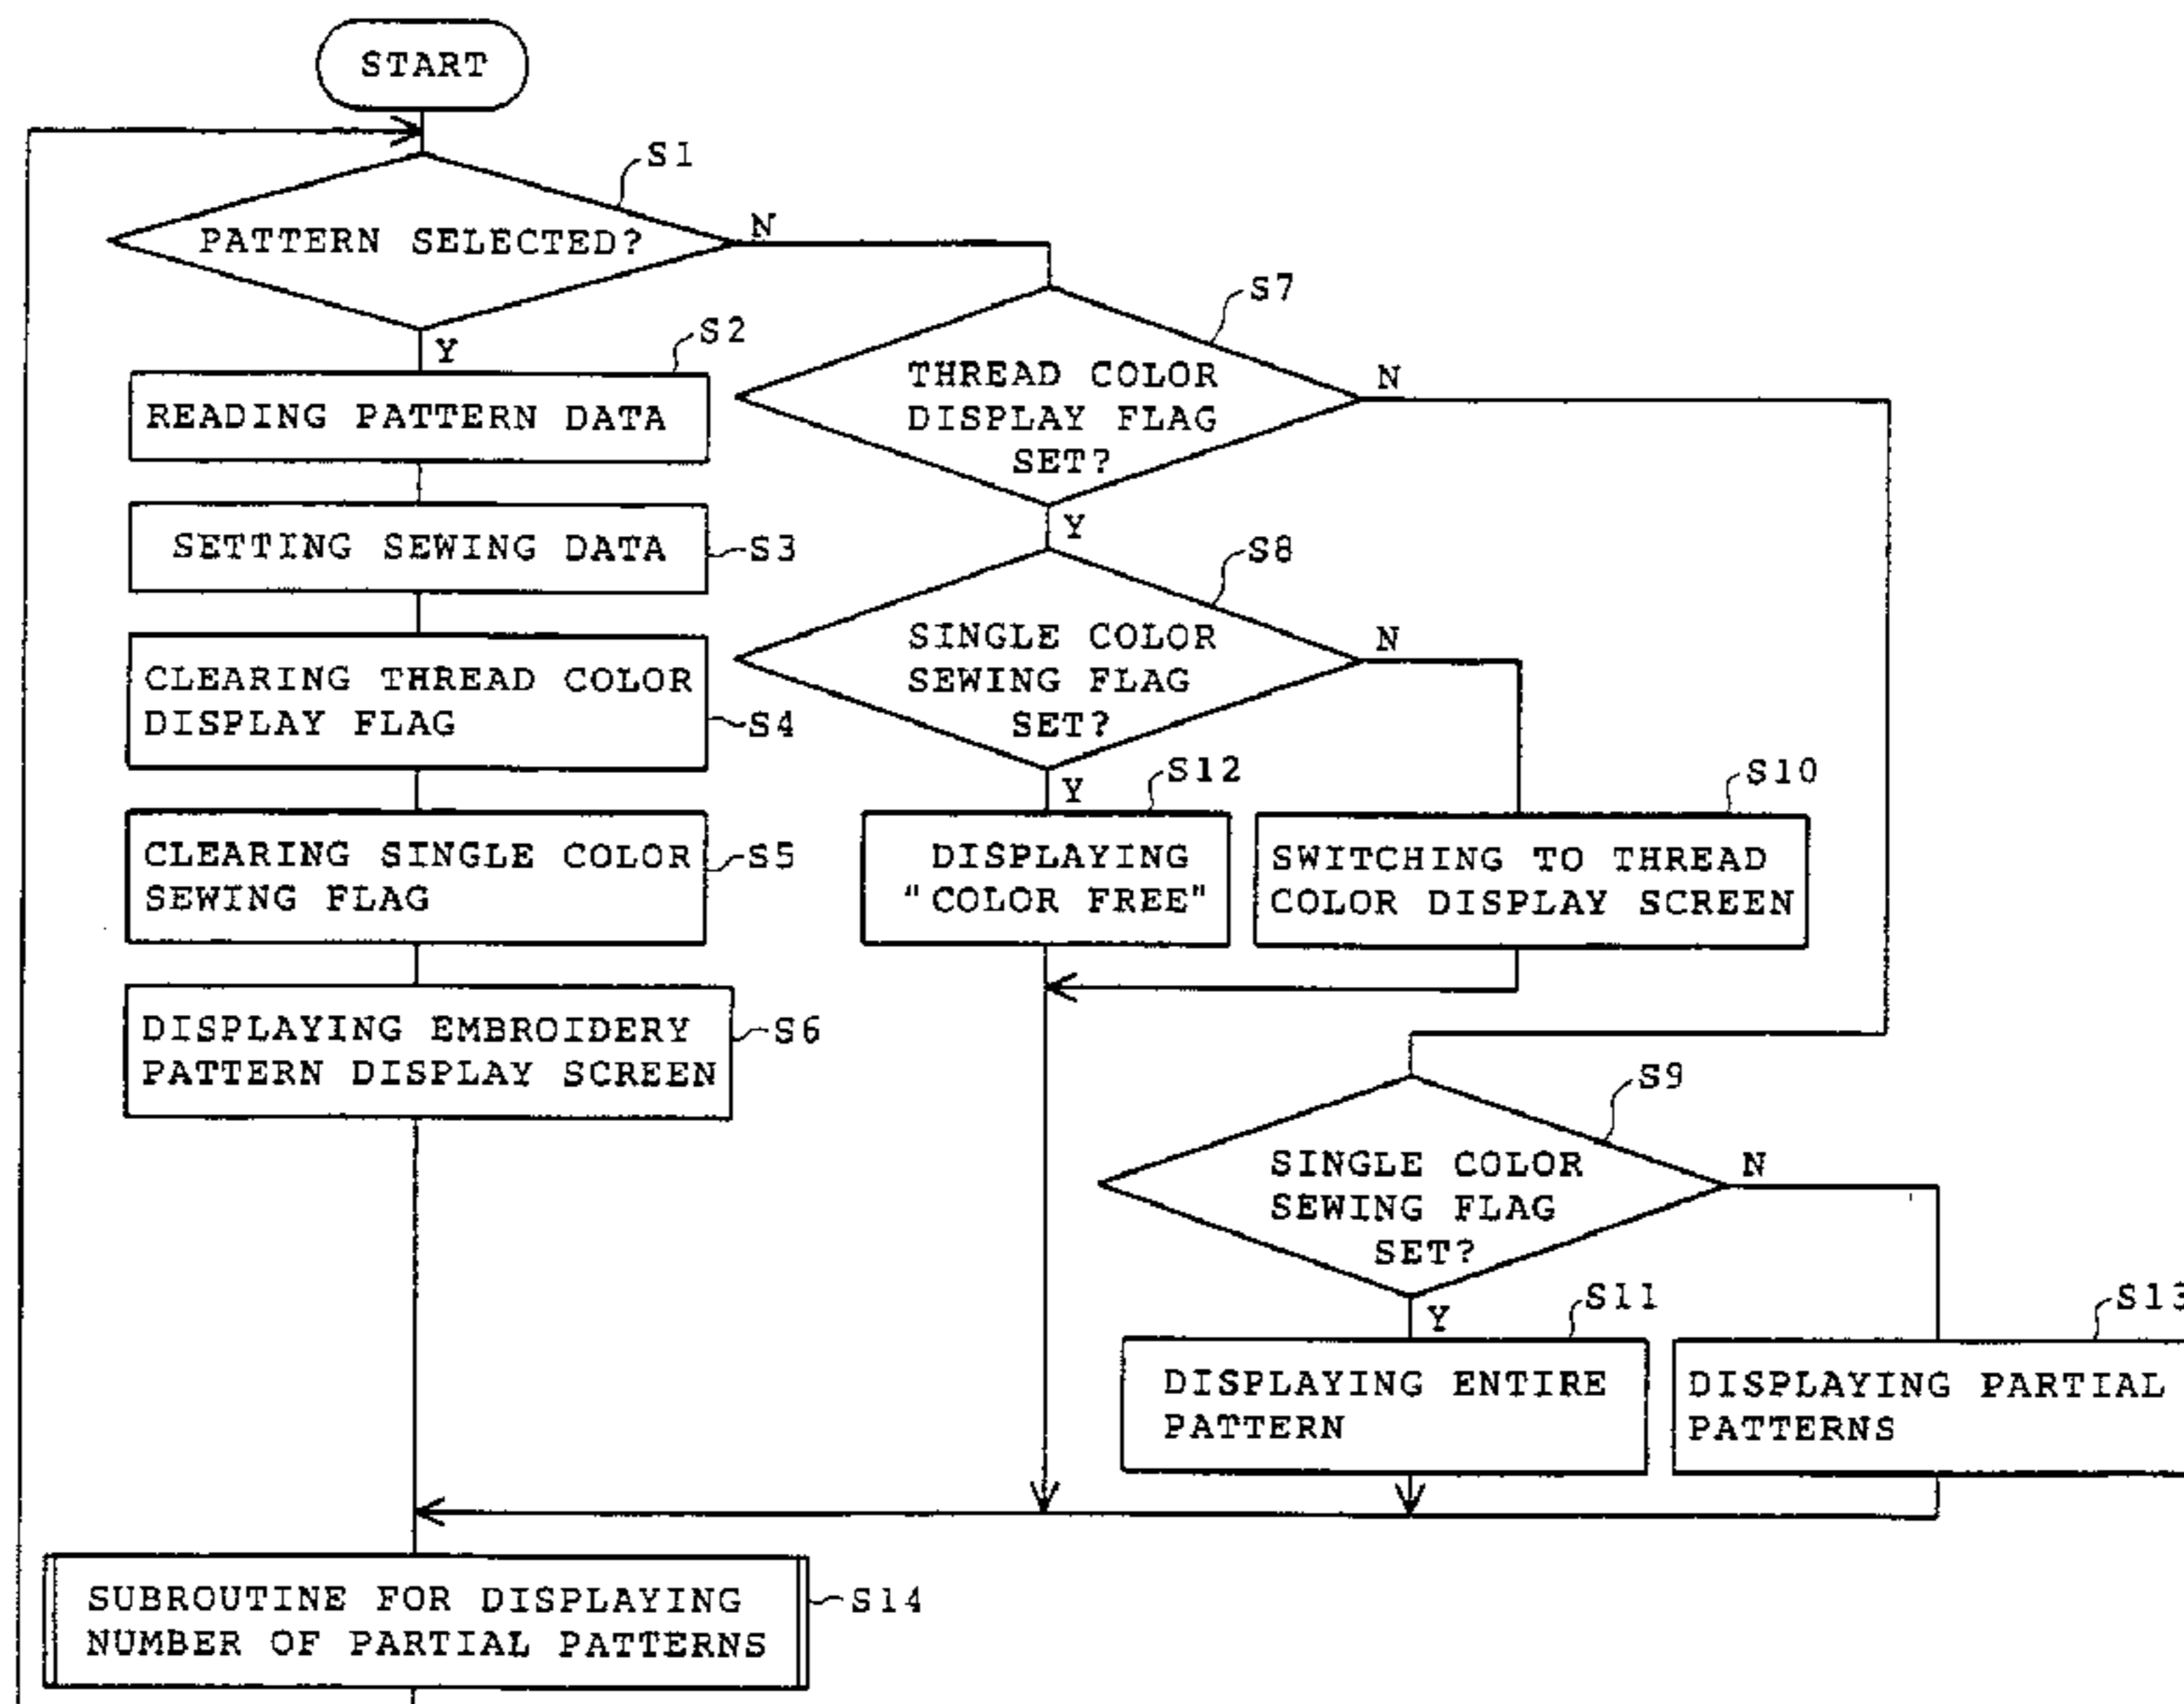 START
S1
PATTERN SELECTED?
N
Y
S2
READING PATTERN DATA
SETTING SEWING DATA
S3
CLEARING THREAD COLOR
DISPLAY FLAG
S4
CLEARING SINGLE COLOR
SEWING FLAG
S5
DISPLAYING EMBROIDERY
PATTERN DISPLAY SCREEN
S6
S7
THREAD COLOR
DISPLAY FLAG
SET?
N
Y
S8
SINGLE COLOR
SEWING FLAG
SET?
N
Y
S12
DISPLAYING
"COLOR FREE"
S10
SWITCHING TO THREAD
COLOR DISPLAY SCREEN
S9
SINGLE COLOR
SEWING FLAG
SET?
N
Y
S11
DISPLAYING ENTIRE
PATTERN
S13
DISPLAYING PARTIAL
PATTERNS
SUBROUTINE FOR DISPLAYING
NUMBER OF PARTIAL PATTERNS
S14